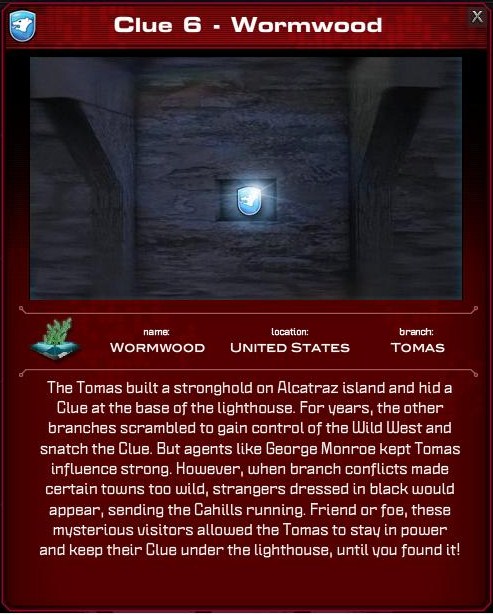 Clue 6 - Wormwood
X
name:
WORMWOOD
location:
UNITED STATES
branch:
TOMAS
The Tomas built a stronghold on Alcatraz island and hid a
Clue at the base of the lighthouse. For years, the other
branches scrambled to gain control of the Wild West and
snatch the Clue. But agents like George Monroe kept Tomas
influence strong. However, when branch conflicts made
certain towns too wild, strangers dressed in black would
appear, sending the Cahills running. Friend or foe, these
mysterious visitors allowed the Tomas to stay in power
and keep their Clue under the lighthouse, until you found it!